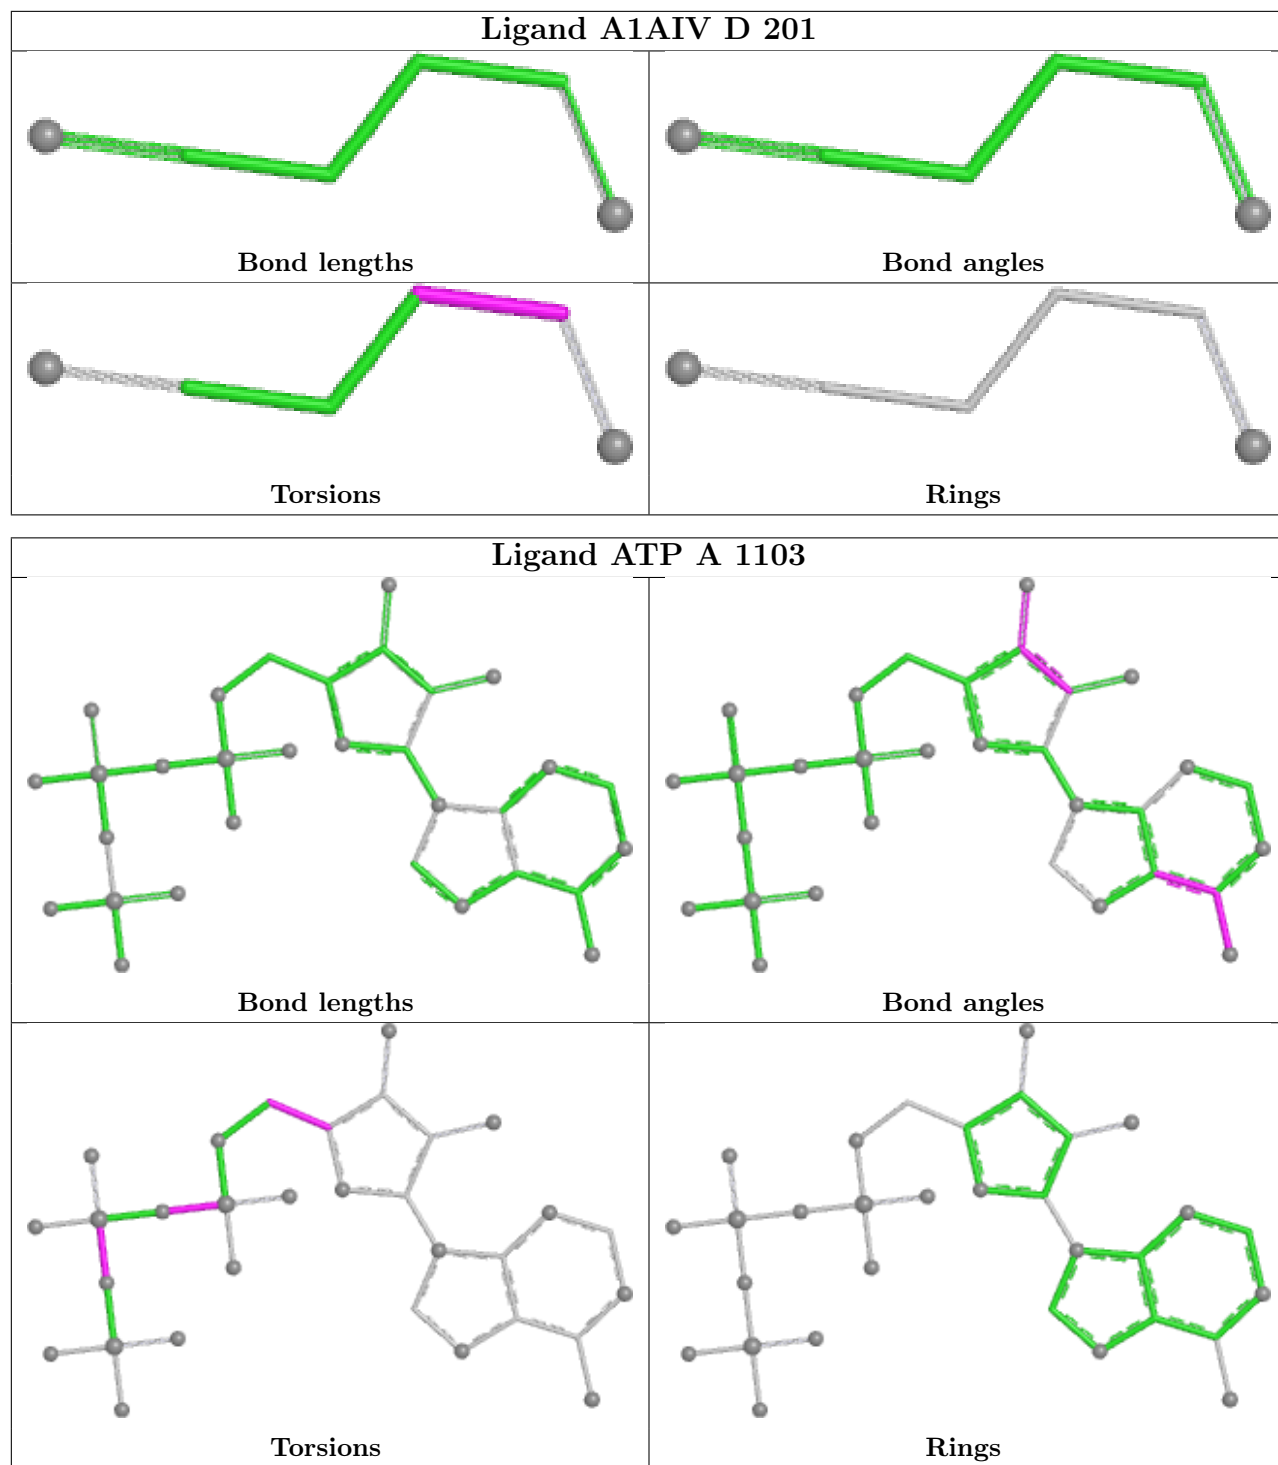 Ligand A1AIV D 201
Bond lengths
Bond angles
Torsions
Rings
Ligand ATP A 1103
Bond lengths
Bond angles
Torsions
Rings